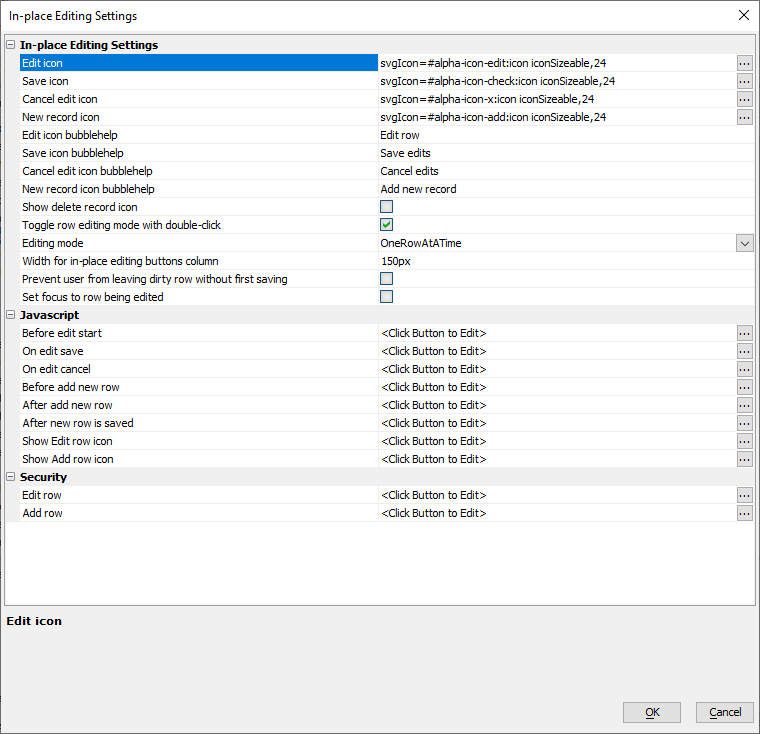 In-place Editing Settings
In-place Editing Settings
Edit icon svgIcon=#alpha-icon-edit:icon iconSizeable,24 ...
Save icon svgIcon=#alpha-icon-check:icon iconSizeable,24 ...
Cancel edit icon svgIcon=#alpha-icon-x:icon iconSizeable,24 ...
New record icon svgIcon=#alpha-icon-add:icon iconSizeable,24 ...
Edit icon bubblehelp Edit row
Save icon bubblehelp Save edits
Cancel edit icon bubblehelp Cancel edits
New record icon bubblehelp Add new record
Show delete record icon
Toggle row editing mode with double-click
Editing mode OneRowAtATime
Width for in-place editing buttons column 150px
Prevent user from leaving dirty row without first saving
Set focus to row being edited
Javascript
Before edit start <Click Button to Edit> ...
On edit save <Click Button to Edit> ...
On edit cancel <Click Button to Edit> ...
Before add new row <Click Button to Edit> ...
After add new row <Click Button to Edit> ...
After new row is saved <Click Button to Edit> ...
Show Edit row icon <Click Button to Edit> ...
Show Add row icon <Click Button to Edit> ...
Security
Edit row <Click Button to Edit> ...
Add row <Click Button to Edit> ...
Edit icon
OK Cancel